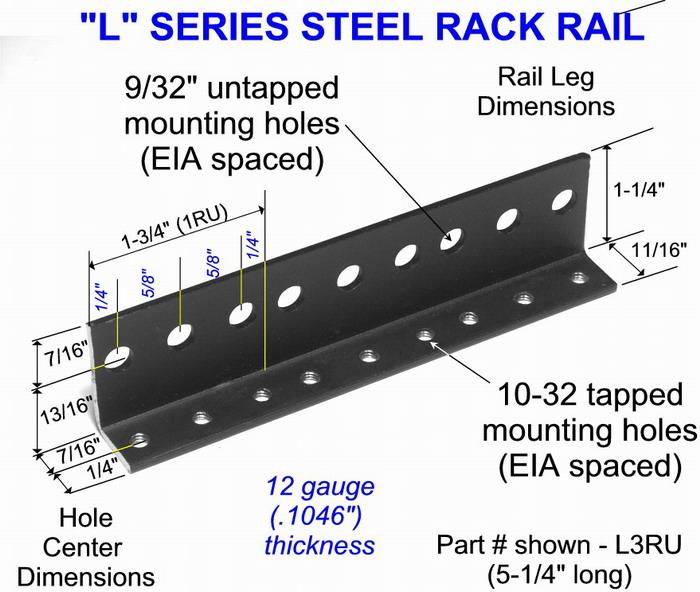 "L" SERIES STEEL RACK RAIL
9/32" untapped
mounting holes
(EIA spaced)
Rail Leg
Dimensions
1-3/4" (1RU)
1/4"
5/8"
5/8"
1/4"
1-1/4"
11/16"
7/16"
13/16"
7/16"
1/4"
10-32 tapped
mounting holes
(EIA spaced)
Hole
Center
Dimensions
12 gauge
(.1046")
thickness
Part # shown - L3RU
(5-1/4" long)